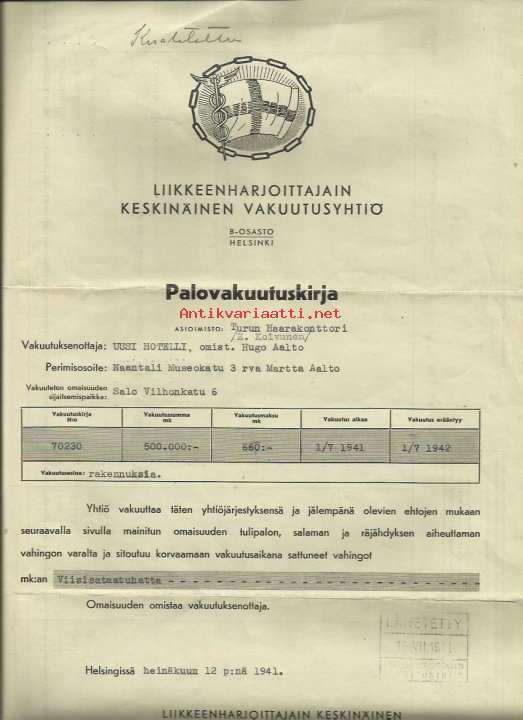 LIIKKEENHARJOITTAJAIN
KESKINÄINEN VAKUUTUSYHTIÖ
B-OSASTO
HELSINKI
Palovakuutuskirja
Antikvariaatti.net
ASIOIMISTO: Turun Haarakonttori
/E. Koivunen/
Vakuutuksenottaja: UUSI HOTELLI, omist. Hugo Aalto
Perimisosoite: Naantali Museokatu 3 rva Martta Aalto
Vakuutetun omaisuuden sijaitsemispaikka: Salo Vilhonkatu 6
Vakuutuskirja N:o Vakuutussumma mk Vakuutusmaksu mk Vakuutus alkaa Vakuutus erääntyy
70230 500.000:- 660:- 1/7 1941 1/7 1942
Vakuutusesine: rakennuksia.
Yhtiö vakuuttaa täten yhtiöjärjestyksensä ja jälempänä olevien ehtojen mukaan
seuraavalla sivulla mainitun omaisuuden tulipalon, salaman ja räjähdyksen aiheuttaman
vahingon varalta ja sitoutuu korvaamaan vakuutusaikana sattuneet vahingot
mk:an Viisisataatuhatta - - - - - - - - - - - - - - - - - - - - - - - -
Omaisuuden omistaa vakuutuksenottaja.
LÄHETETTY
Helsingissä heinäkuun 12 p:nä 1941.
LIIKKEENHARJOITTAJAIN KESKINÄINEN